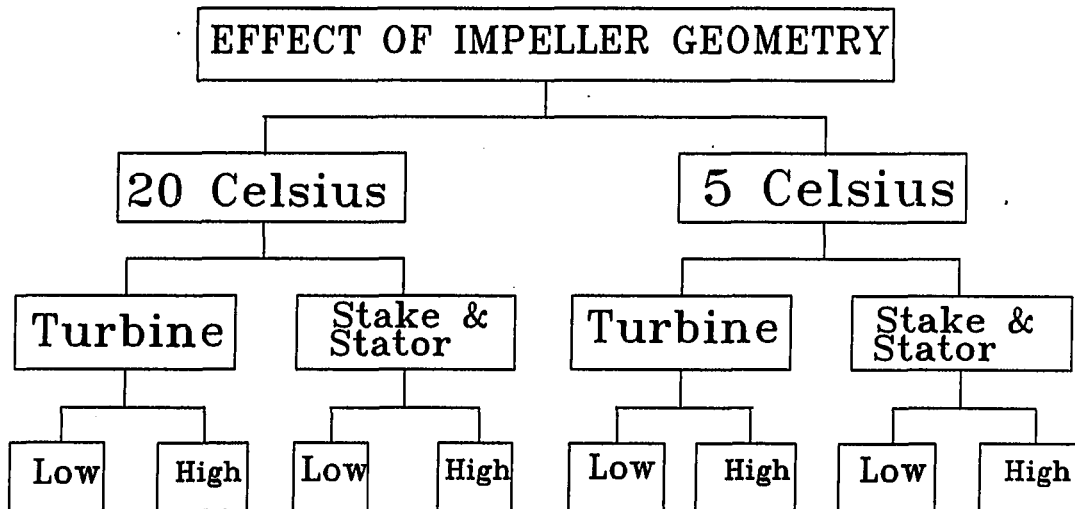 EFFECT OF IMPELLER GEOMETRY
20 Celsius
5 Celsius
Turbine
Stake &
Stator
Turbine
Stake &
Stator
Low
High
Low
High
Low
High
Low
High